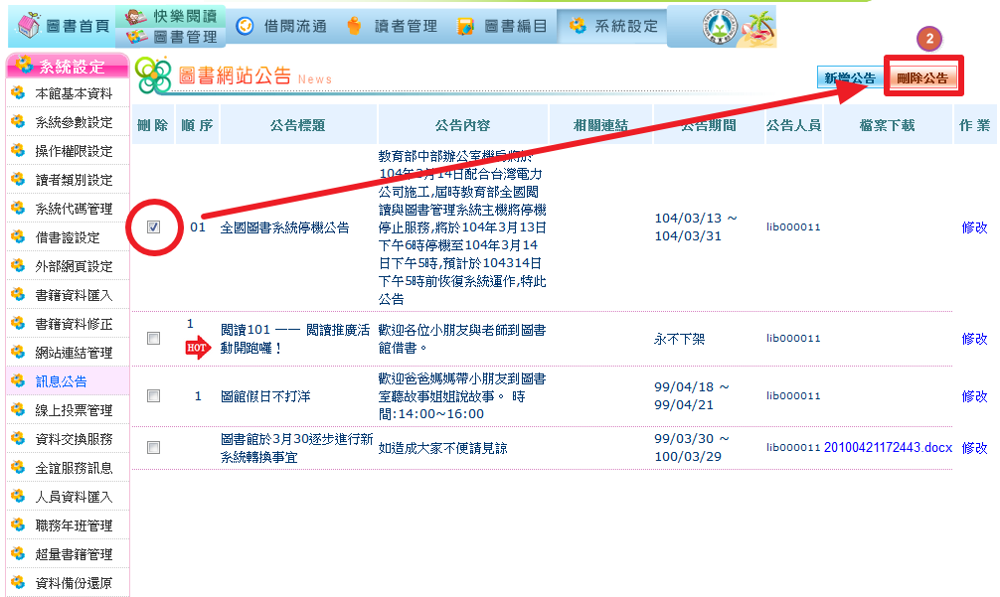 圖書首頁
快樂閱讀
圖書管理
借閱流通
讀者管理
圖書編目
系統設定
2
系統設定
圖書網站公告 News
新增公告
刪除公告
本館基本資料
系統參數設定
操作權限設定
讀者類別設定
系統代碼管理
借書證設定
外部網頁設定
書籍資料匯入
書籍資料修正
網站連結管理
訊息公告
線上投票管理
資料交換服務
全誼服務訊息
人員資料匯入
職務年班管理
超量書籍管理
資料備份還原
刪 除 順 序 公告標題 公告內容 相關連結 公告期間 公告人員 檔案下載 作 業
01 全國圖書系統停機公告
教育部中部辦公室機房將於
104年3月14日配合台灣電力
公司施工,屆時教育部全國閱
讀與圖書管理系統主機將停機
停止服務,將於104年3月13日
下午6時停機至104年3月14
日下午5時,預計於104314日
下午5時前恢復系統運作,特此
公告
104/03/13 ~
104/03/31
lib000011
修改
1
HOT
閱讀101 一一 閱讀推廣活
動開跑囉！
歡迎各位小朋友與老師到圖書
館借書。
永不下架
lib000011
修改
1
圖館假日不打洋
歡迎爸爸媽媽帶小朋友到圖書
室聽故事姐姐說故事。 時
間:14:00~16:00
99/04/18 ~
99/04/21
lib000011
修改
圖書館於3月30逐步進行新
系統轉換事宜
如造成大家不便請見諒
99/03/30 ~
100/03/29
lib000011
20100421172443.docx
修改